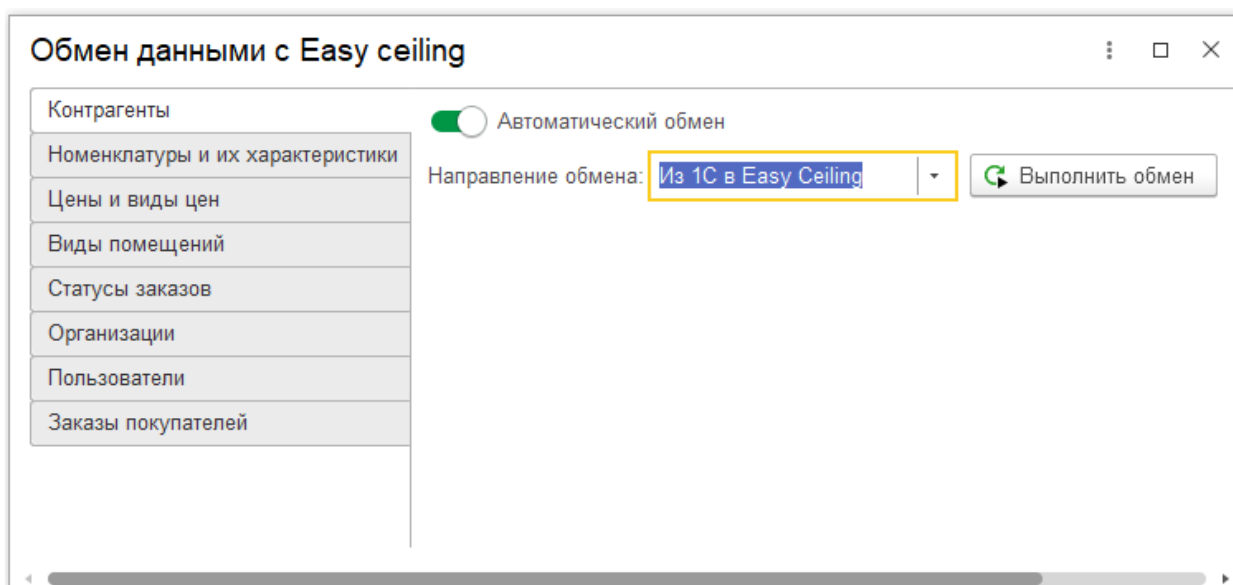 Обмен данными с Easy ceiling
Контрагенты
Номенклатуры и их характеристики
Цены и виды цен
Виды помещений
Статусы заказов
Организации
Пользователи
Заказы покупателей
Автоматический обмен
Направление обмена: Из 1С в Easy Ceiling Выполнить обмен